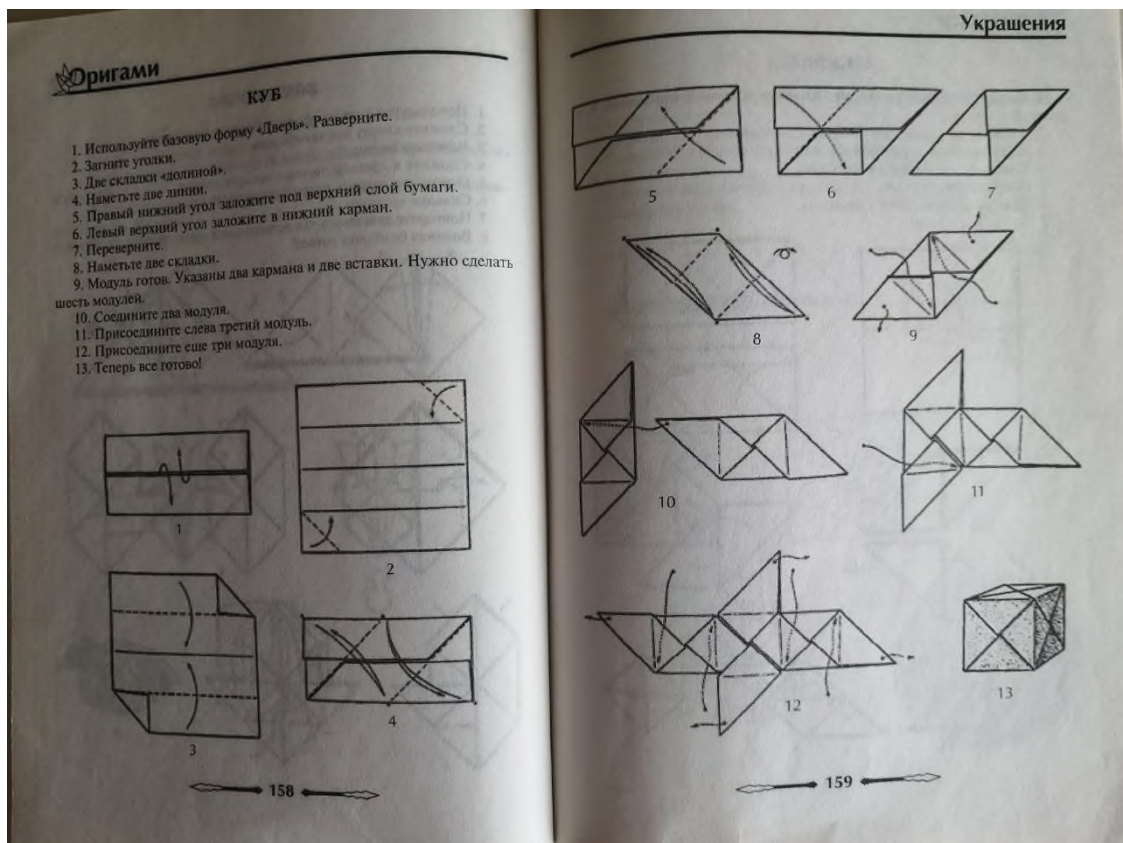 Оригами
КУБ
1. Используйте базовую форму «Дверь». Разверните.
2. Загните уголки.
3. Две складки «долиной».
4. Наметьте две линии.
5. Правый нижний угол заложите под верхний слой бумаги.
6. Левый верхний угол заложите в нижний карман.
7. Переверните.
8. Наметьте две складки.
9. Модуль готов. Указаны два кармана и две вставки. Нужно сделать
шесть модулей.
10. Соедините два модуля.
11. Присоедините слева третий модуль.
12. Присоедините еще три модуля.
13. Теперь все готово!
1
2
3
4
158
Украшения
5
6
7
8
9
10
11
12
13
159